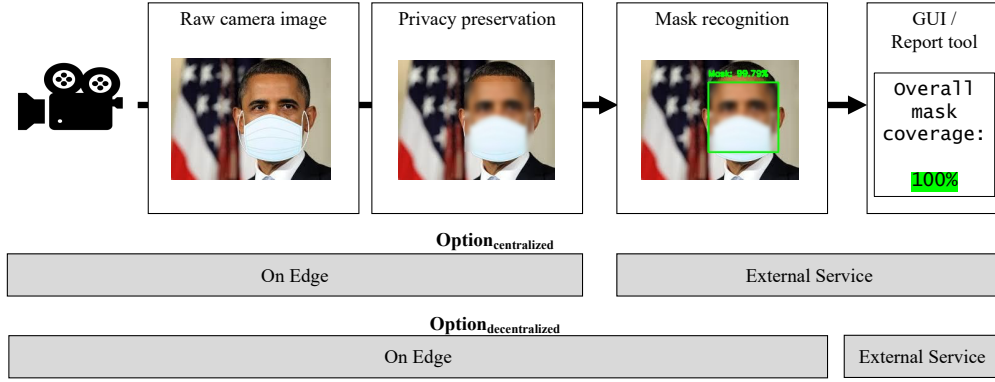 Raw camera image
Privacy preservation
Mask recognition
GUI /
Report tool
Mask: 99.79%
Overall
mask
coverage:
100%
Optioncentralized
On Edge
External Service
Optiondecentralized
On Edge
External Service